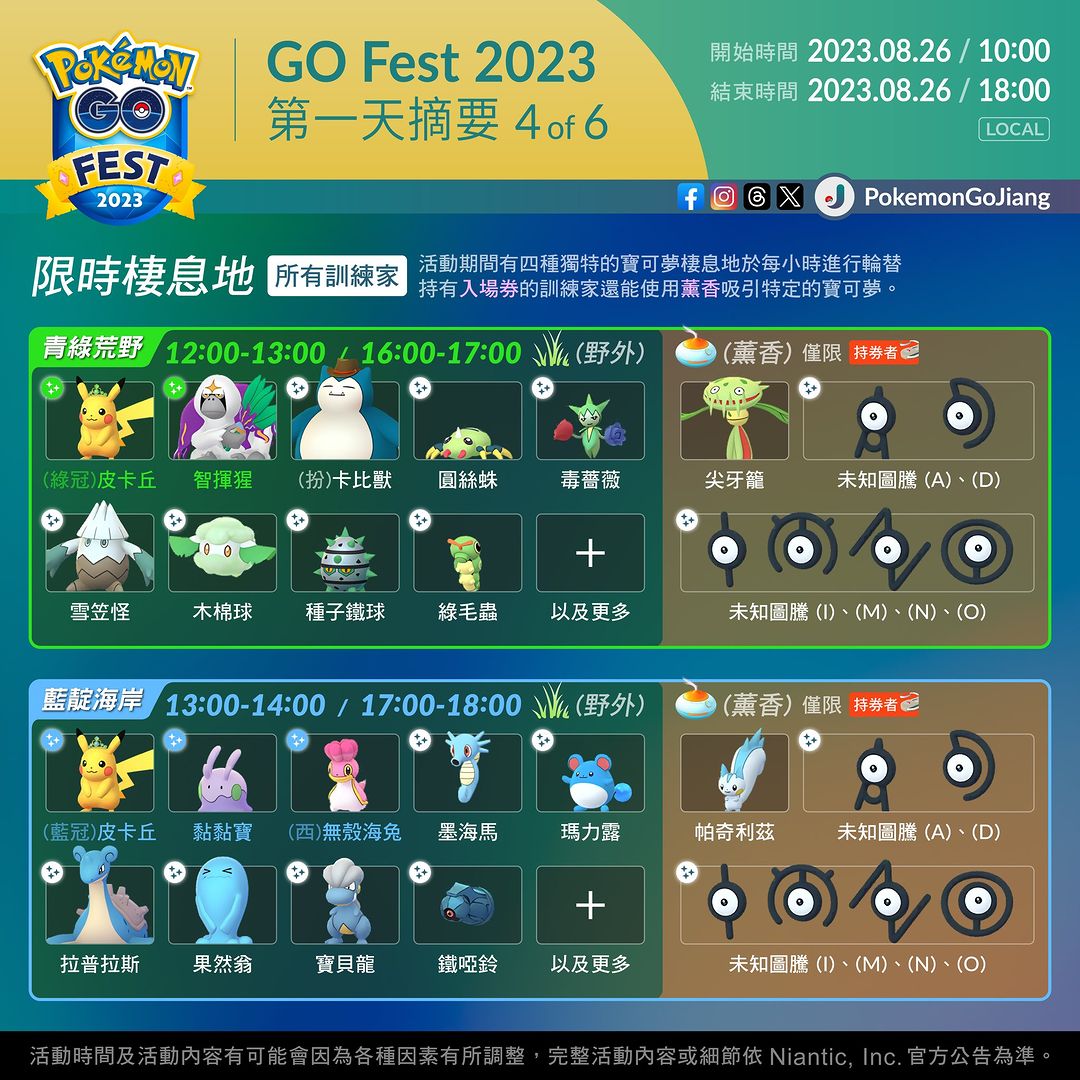 POKéMON
GO
FEST
2023
GO Fest 2023
第一天摘要 4 of 6
開始時間 2023.08.26 / 10:00
結束時間 2023.08.26 / 18:00
LOCAL
PokemonGoJiang
限時棲息地 所有訓練家
活動期間有四種獨特的寶可夢棲息地於每小時進行輪替
持有入場券的訓練家還能使用薰香吸引特定的寶可夢。
青綠荒野 12:00-13:00 / 16:00-17:00 (野外) (薰香) 僅限 持券者
(綠冠)皮卡丘 智揮猩 (扮)卡比獸 圓絲蛛 毒薔薇 尖牙籠 未知圖騰 (A)、(D)
雪笠怪 木棉球 種子鐵球 綠毛蟲 以及更多 未知圖騰 (I)、(M)、(N)、(O)
藍靛海岸 13:00-14:00 / 17:00-18:00 (野外) (薰香) 僅限 持券者
(藍冠)皮卡丘 黏黏寶 (西)無殼海兔 墨海馬 瑪力露 帕奇利茲 未知圖騰 (A)、(D)
拉普拉斯 果然翁 寶貝龍 鐵啞鈴 以及更多 未知圖騰 (I)、(M)、(N)、(O)
活動時間及活動內容有可能會因為各種因素有所調整，完整活動內容或細節依 Niantic, Inc. 官方公告為準。